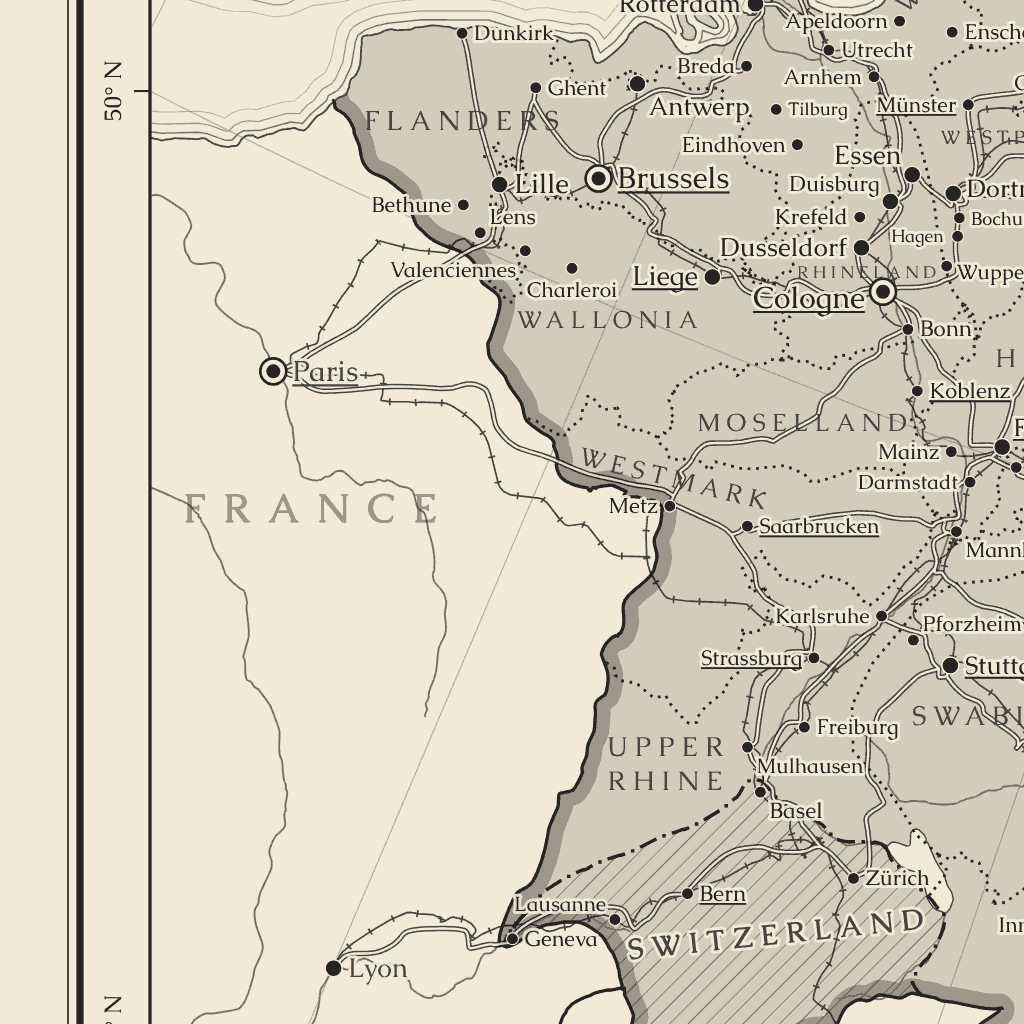 Rotterdam
Apeldoorn
Dunkirk
Utrecht
Breda
50° N
Arnhem
Ghent
Antwerp
Tilburg
Münster
FLANDERS
Eindhoven
Essen
Lille
Brussels
Duisburg
Bethune
Lens
Krefeld
Hagen
Dusseldorf
Valenciennes
Liege
RHINELAND
Charleroi
Cologne
WALLONIA
Bonn
Paris
Koblenz
MOSELLAND
Mainz
WESTMARK
Darmstadt
FRANCE
Metz
Saarbrucken
Karlsruhe
Pforzheim
Strassburg
Freiburg
UPPER
RHINE
Mulhausen
Basel
Zürich
Bern
Lausanne
SWITZERLAND
Geneva
Lyon
° N